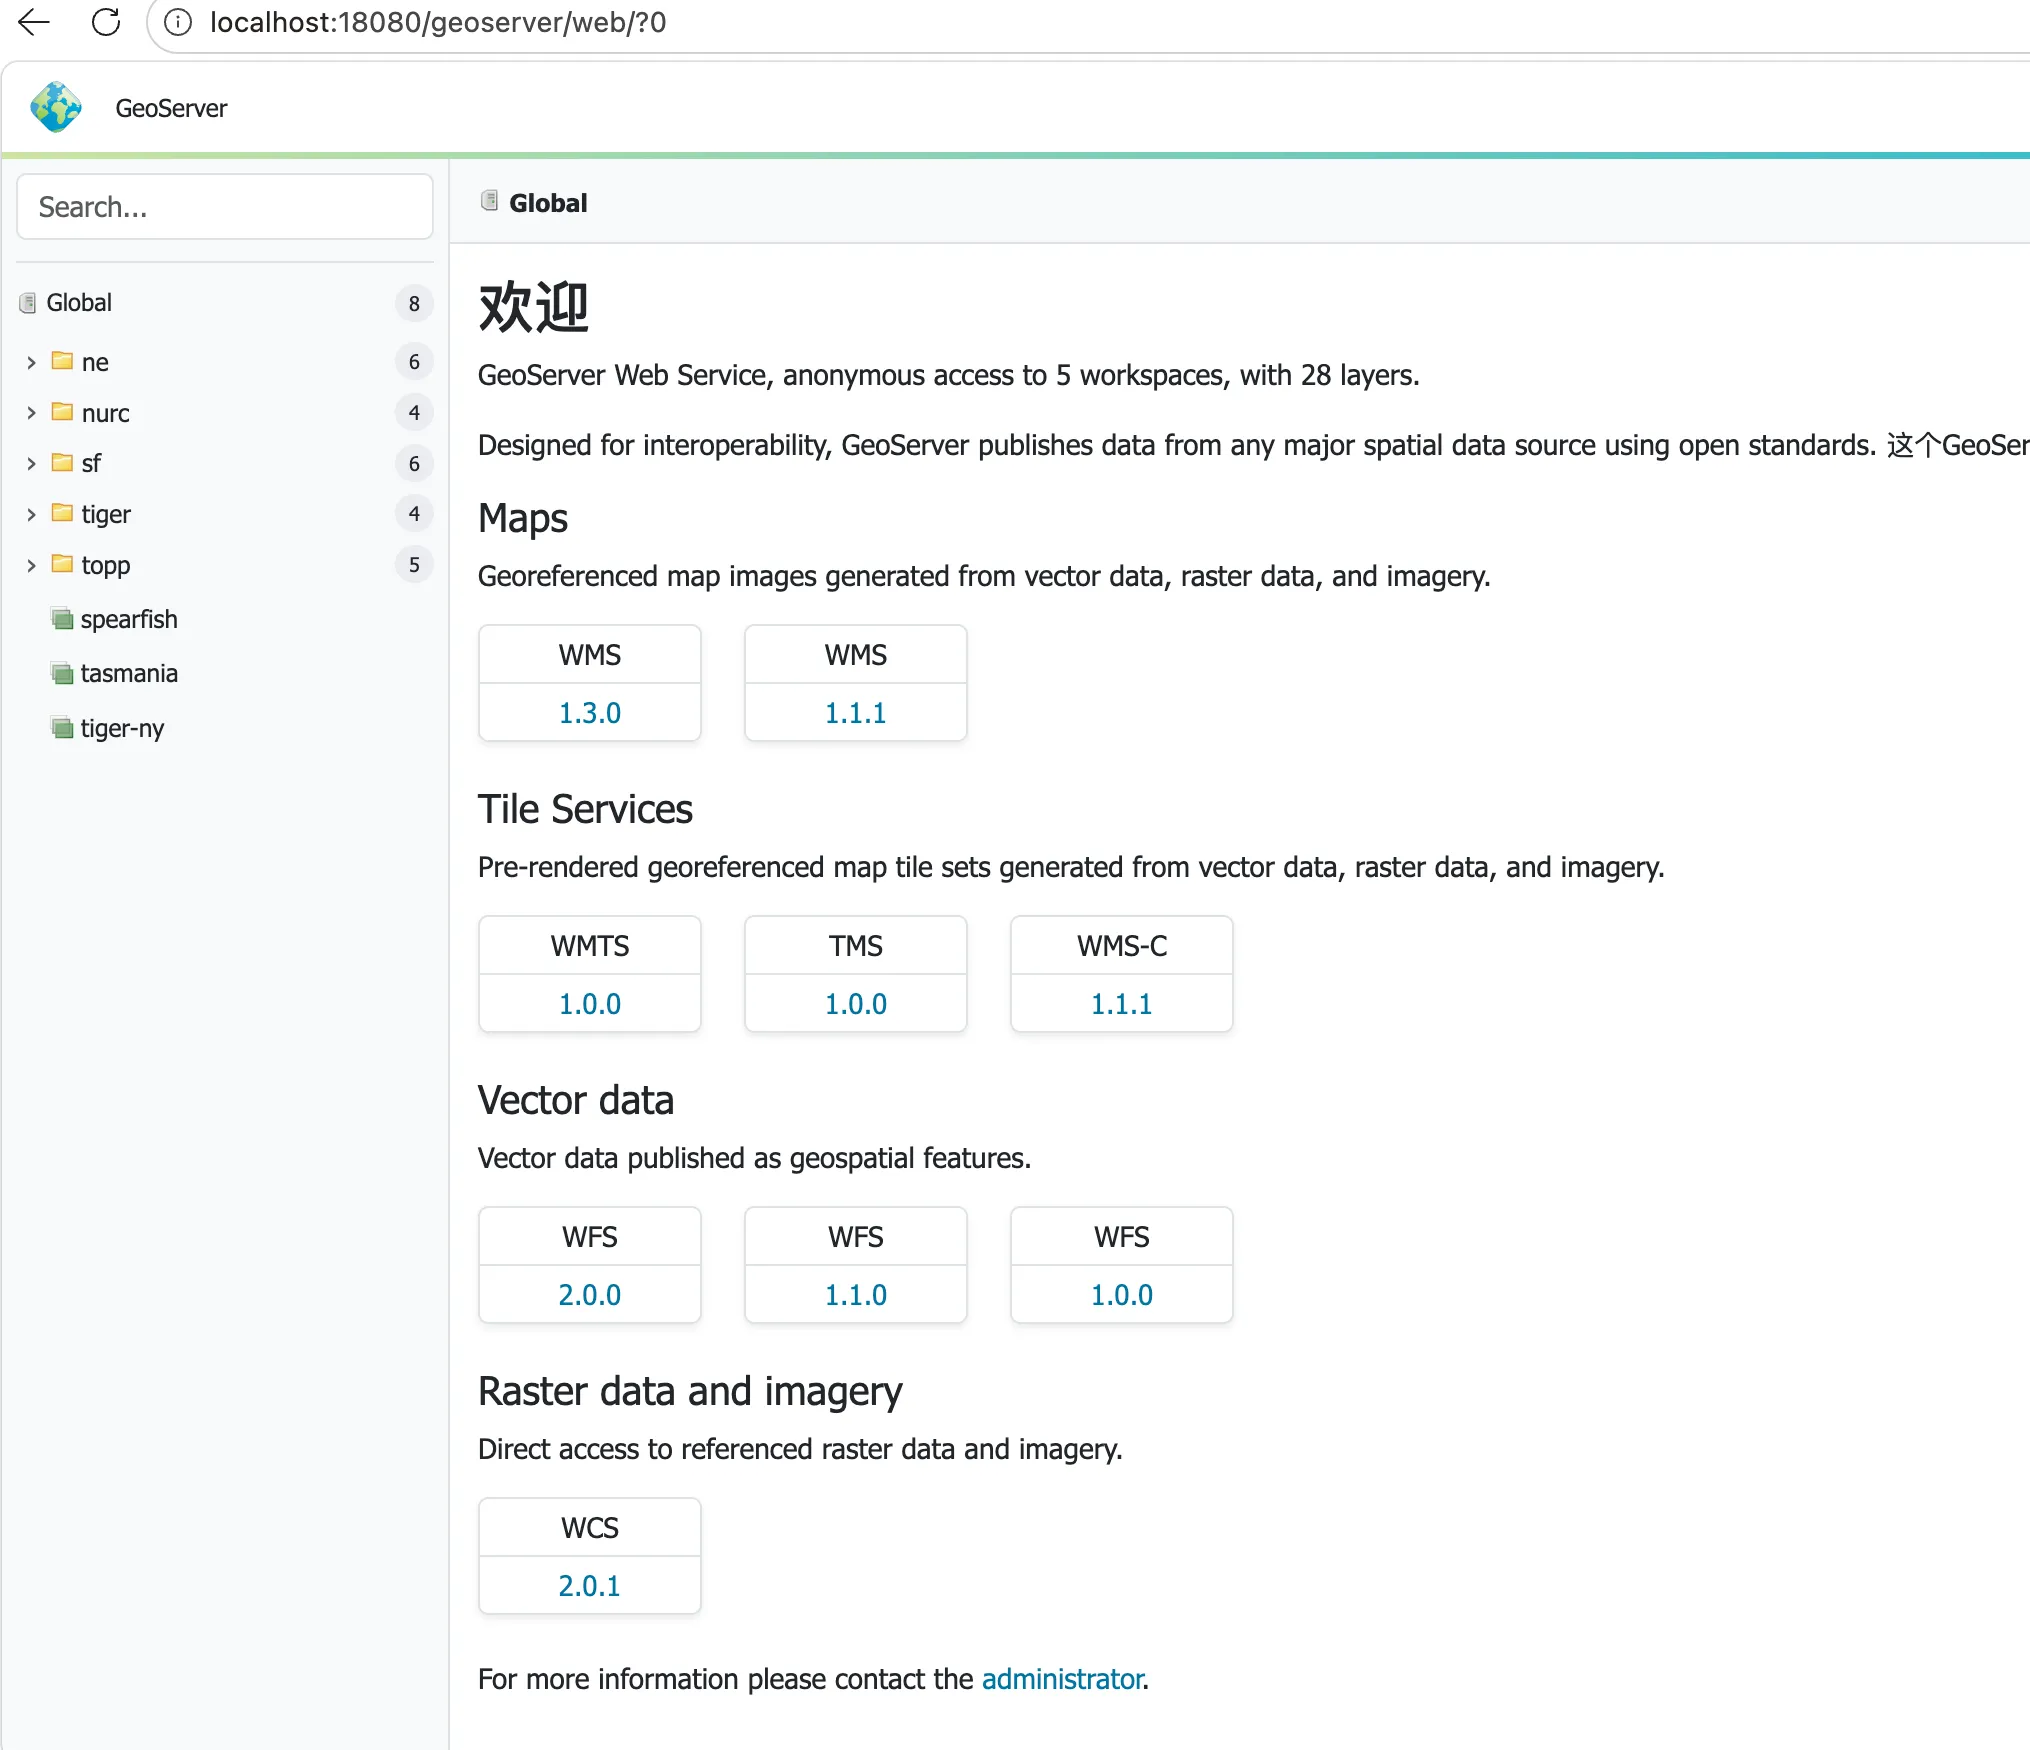 localhost:18080/geoserver/web/?0
GeoServer
Search...
Global 8
ne 6
nurc 4
sf 6
tiger 4
topp 5
spearfish
tasmania
tiger-ny
Global
欢迎
GeoServer Web Service, anonymous access to 5 workspaces, with 28 layers.
Designed for interoperability, GeoServer publishes data from any major spatial data source using open standards. 这个GeoSer
Maps
Georeferenced map images generated from vector data, raster data, and imagery.
WMS WMS
1.3.0 1.1.1
Tile Services
Pre-rendered georeferenced map tile sets generated from vector data, raster data, and imagery.
WMTS TMS WMS-C
1.0.0 1.0.0 1.1.1
Vector data
Vector data published as geospatial features.
WFS WFS WFS
2.0.0 1.1.0 1.0.0
Raster data and imagery
Direct access to referenced raster data and imagery.
WCS
2.0.1
For more information please contact the administrator.